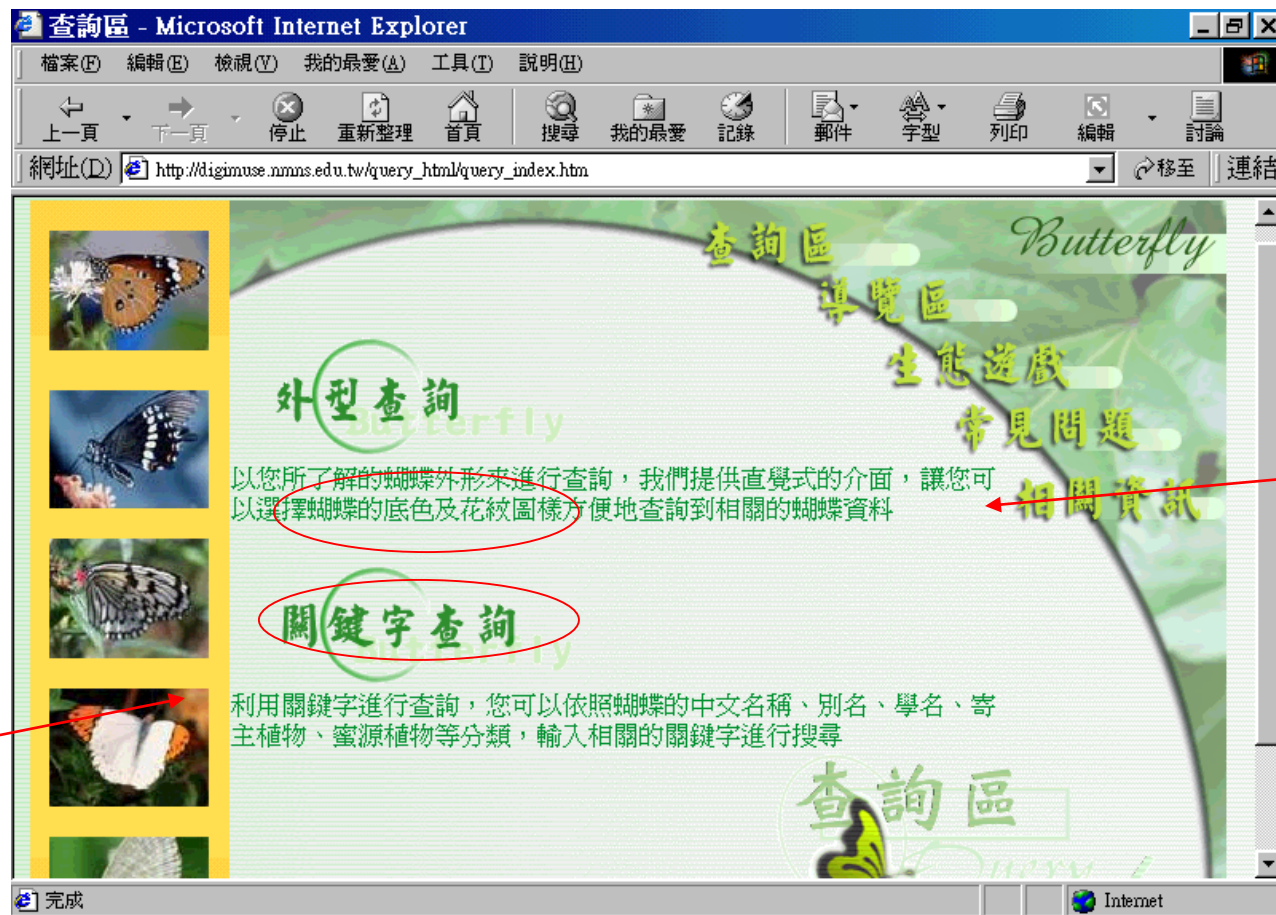 查詢區 - Microsoft Internet Explorer
檔案(F) 編輯(E) 檢視(V) 我的最愛(A) 工具(T) 說明(H)
上一頁 下一頁 停止 重新整理 首頁 搜尋 我的最愛 記錄 郵件 字型 列印 編輯 討論
網址(D) http://digimuse.nmns.edu.tw/query_html/query_index.htm 移至 連結
Butterfly
查詢區
導覽區
生態遊戲
常見問題
相關資訊
外型查詢
Butterfly
以您所了解的蝴蝶外形來進行查詢，我們提供直覺式的介面，讓您可
以選擇蝴蝶的底色及花紋圖樣方便地查詢到相關的蝴蝶資料
關鍵字查詢
Butterfly
利用關鍵字進行查詢，您可以依照蝴蝶的中文名稱、別名、學名、寄
主植物、蜜源植物等分類，輸入相關的關鍵字進行搜尋
查詢區
Query
完成 Internet